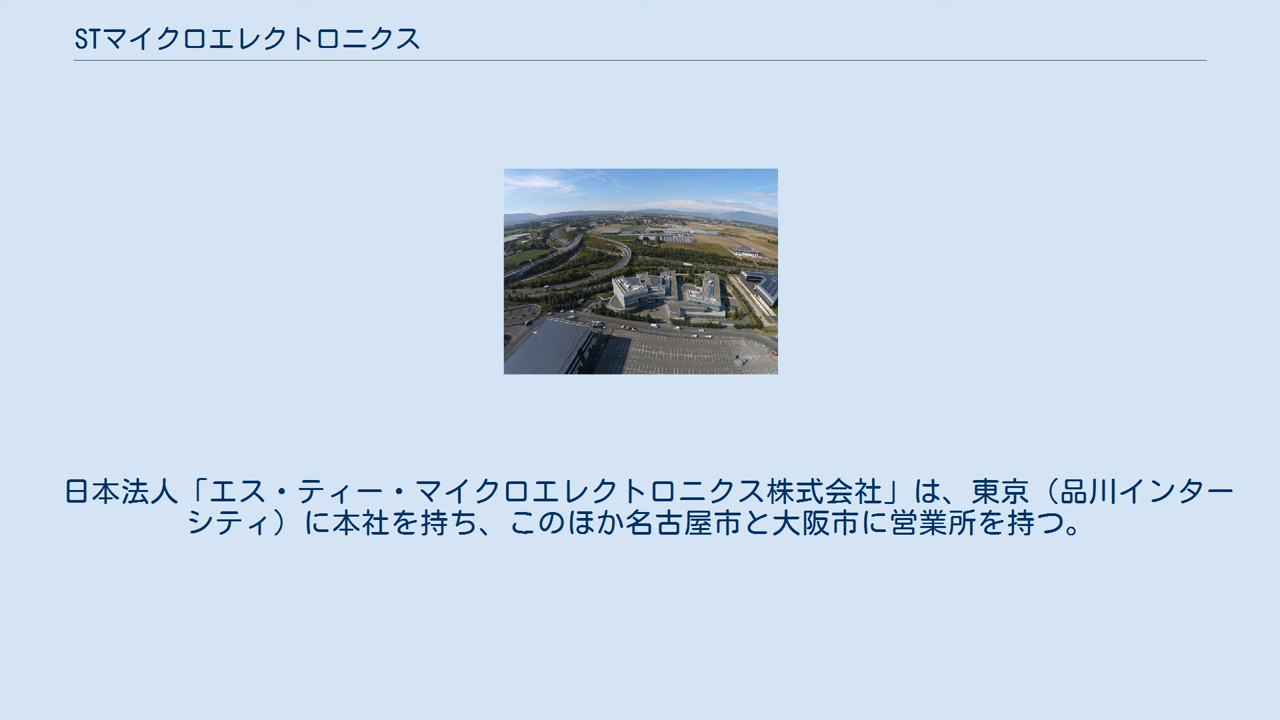 STマイクロエレクトロニクス
日本法人「エス・ティー・マイクロエレクトロニクス株式会社」は、東京（品川インター
シティ）に本社を持ち、このほか名古屋市と大阪市に営業所を持つ。